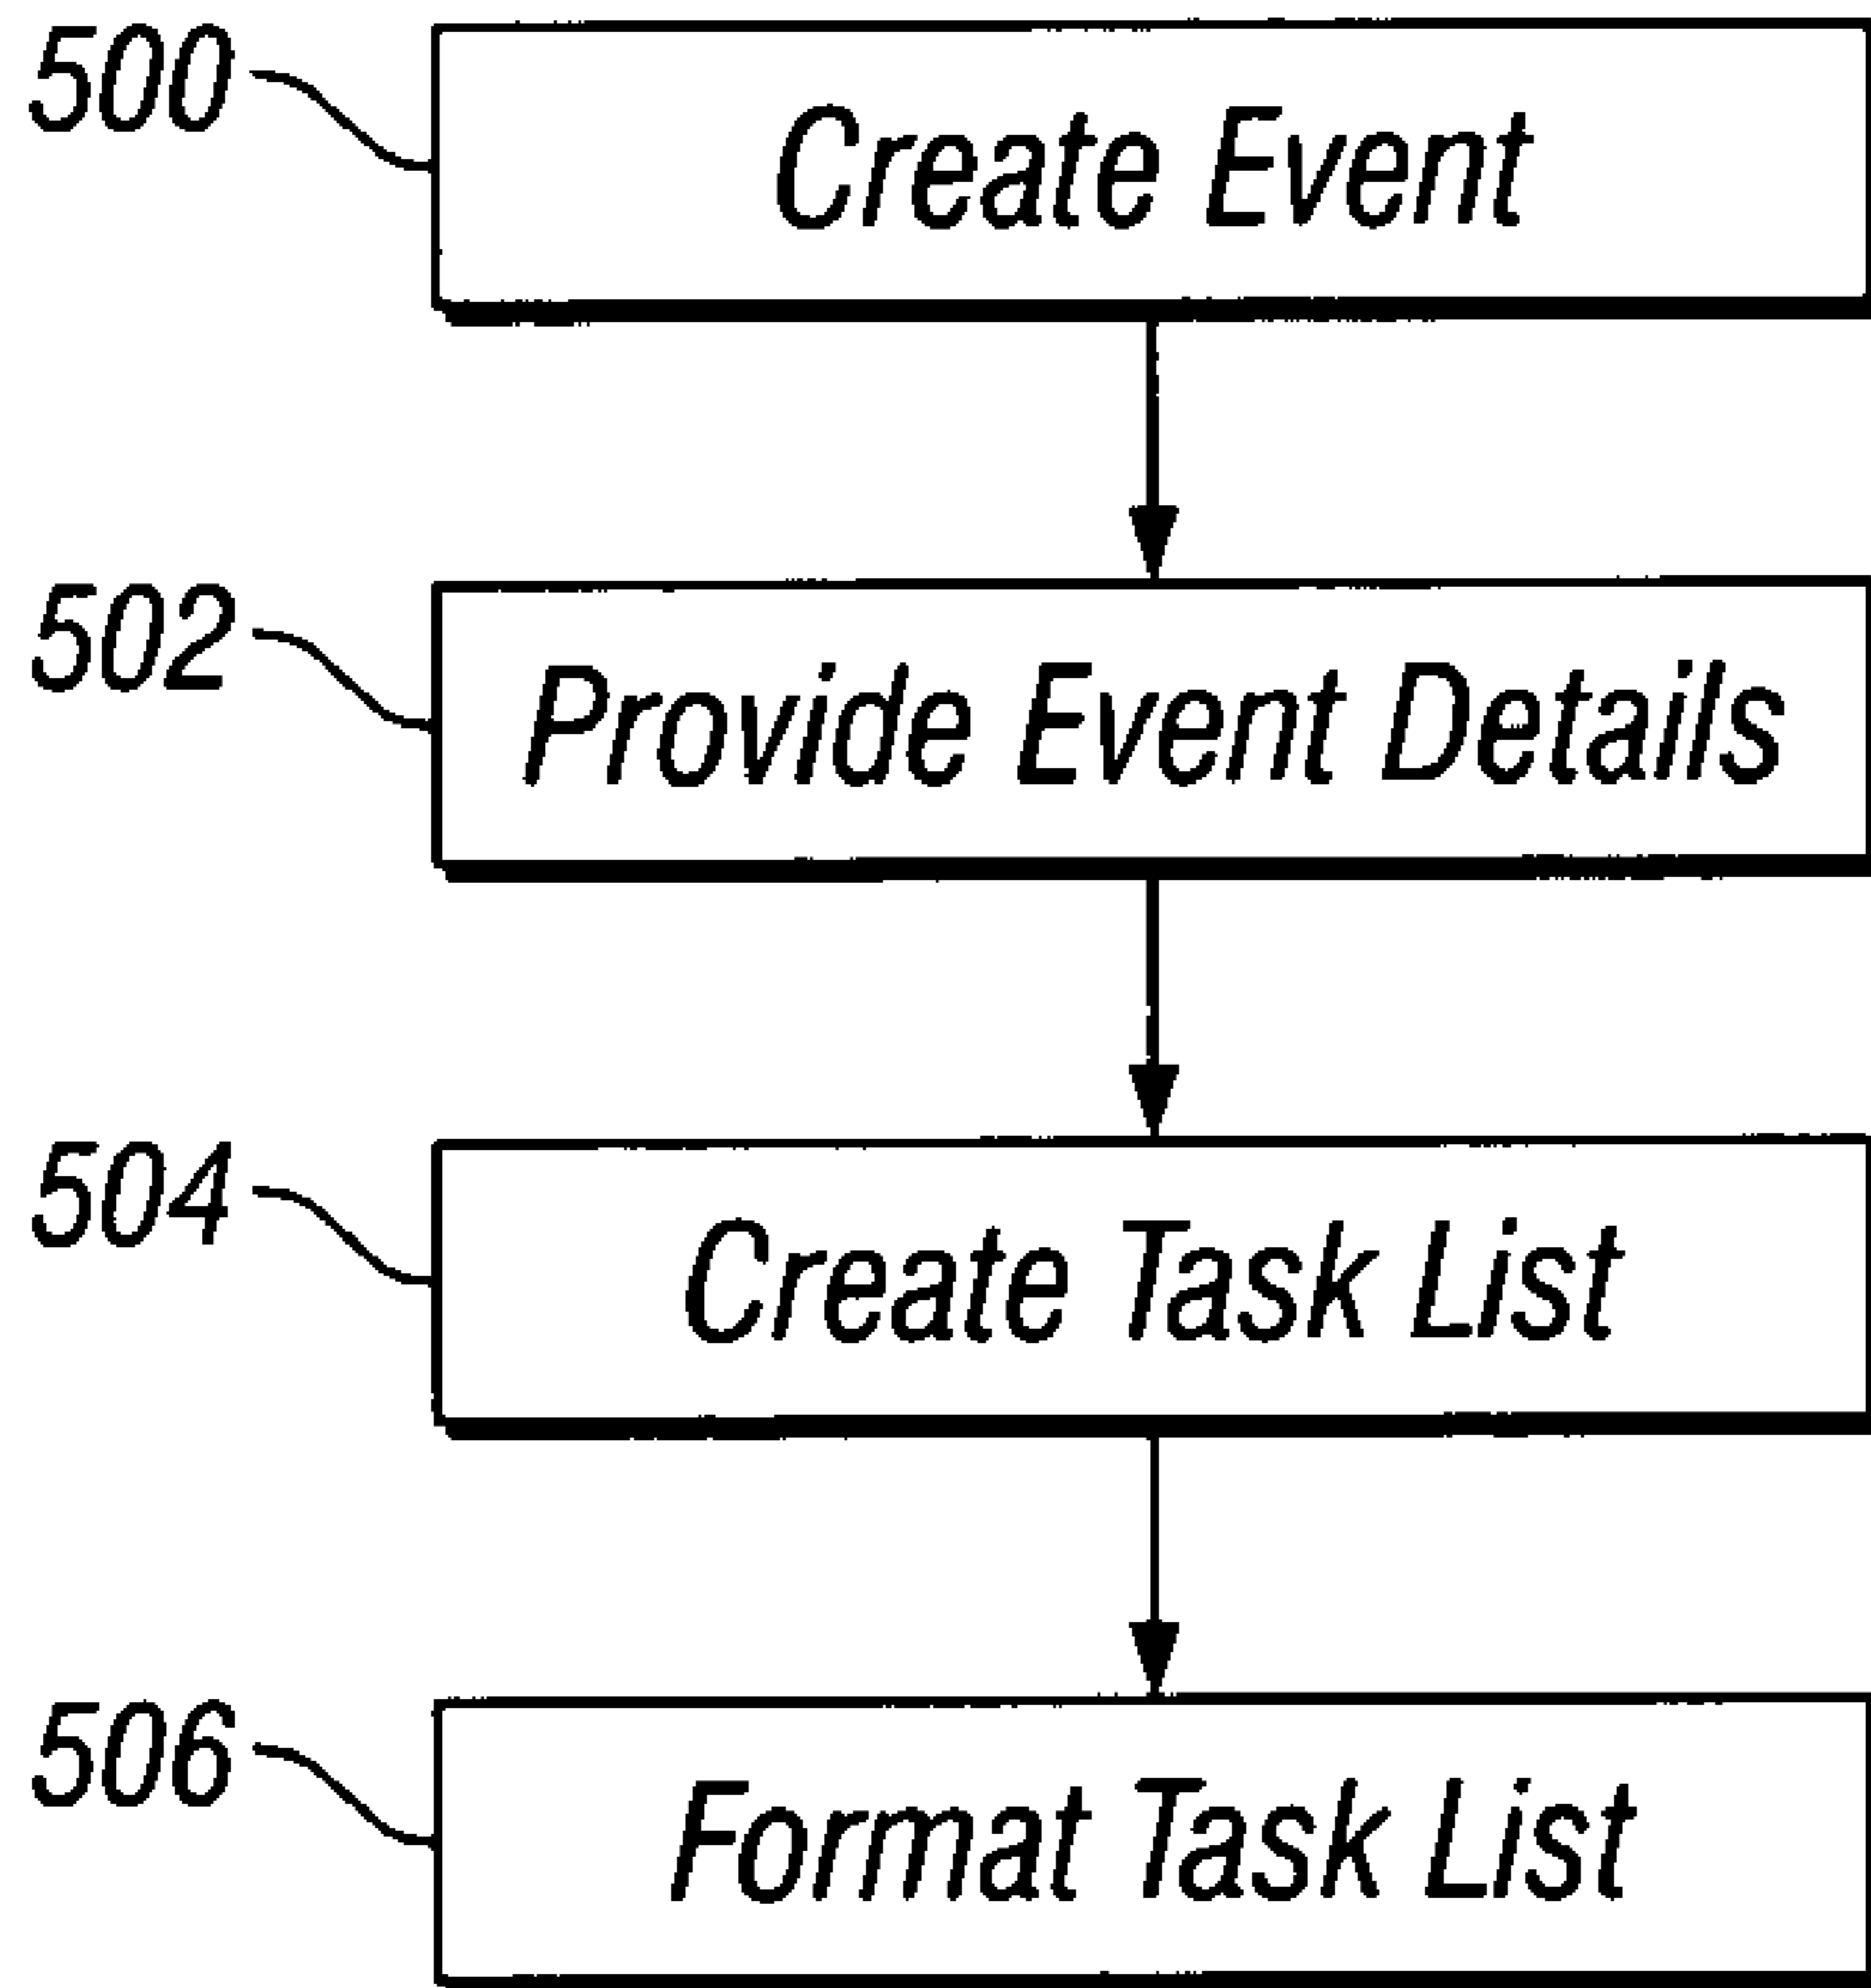 500
Create Event
502
Provide Event Details
504
Create Task List
506
Format Task List